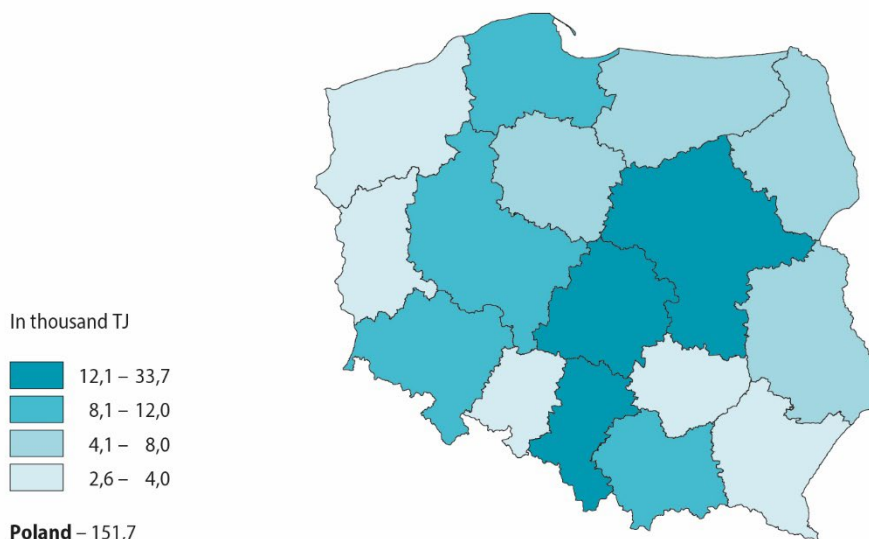 In thousand TJ
12,1 – 33,7
8,1 – 12,0
4,1 – 8,0
2,6 – 4,0
Poland – 151,7